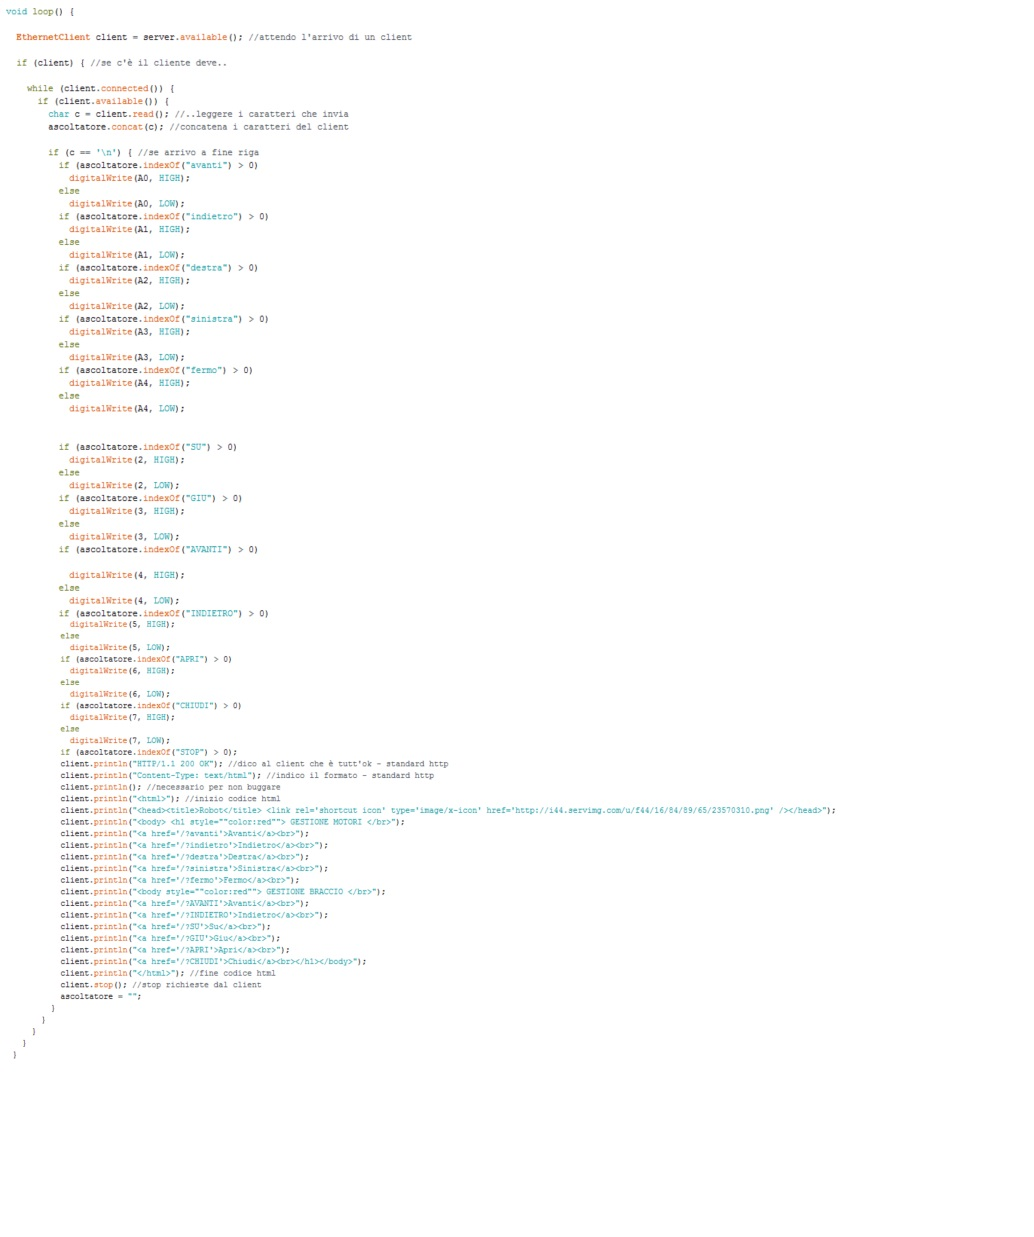 void loop() {
EthernetClient client = server.available(); //attendo l'arrivo di un client
if (client) { //se c'è il cliente deve..
while (client.connected()) {
if (client.available()) {
char c = client.read(); //..leggere i caratteri che invia
ascoltatore.concat(c); //concatena i caratteri del client
if (c == '\n') { //se arrivo a fine riga
if (ascoltatore.indexOf("avanti") > 0)
digitalWrite(A0, HIGH);
else
digitalWrite(A0, LOW);
if (ascoltatore.indexOf("indietro") > 0)
digitalWrite(A1, HIGH);
else
digitalWrite(A1, LOW);
if (ascoltatore.indexOf("destra") > 0)
digitalWrite(A2, HIGH);
else
digitalWrite(A2, LOW);
if (ascoltatore.indexOf("sinistra") > 0)
digitalWrite(A3, HIGH);
else
digitalWrite(A3, LOW);
if (ascoltatore.indexOf("fermo") > 0)
digitalWrite(A4, HIGH);
else
digitalWrite(A4, LOW);
if (ascoltatore.indexOf("SU") > 0)
digitalWrite(2, HIGH);
else
digitalWrite(2, LOW);
if (ascoltatore.indexOf("GIU") > 0)
digitalWrite(3, HIGH);
else
digitalWrite(3, LOW);
if (ascoltatore.indexOf("AVANTI") > 0)
digitalWrite(4, HIGH);
else
digitalWrite(4, LOW);
if (ascoltatore.indexOf("INDIETRO") > 0)
digitalWrite(5, HIGH);
else
digitalWrite(5, LOW);
if (ascoltatore.indexOf("APRI") > 0)
digitalWrite(6, HIGH);
else
digitalWrite(6, LOW);
if (ascoltatore.indexOf("CHIUDI") > 0)
digitalWrite(7, HIGH);
else
digitalWrite(7, LOW);
if (ascoltatore.indexOf("STOP") > 0);
client.println("HTTP/1.1 200 OK"); //dico al client che è tutt'ok - standard http
client.println("Content-Type: text/html"); //indico il formato - standard http
client.println(); //necessario per non buggare
client.println("<html>"); //inizio codice html
client.println("<head><title>Robot</title> <link rel='shortcut icon' type='image/x-icon' href='http://i44.servimg.com/u/f44/16/84/89/65/23570310.png' /></head>");
client.println("<body> <h1 style=""color:red""> GESTIONE MOTORI </br>");
client.println("<a href='/?avanti'>Avanti</a><br>");
client.println("<a href='/?indietro'>Indietro</a><br>");
client.println("<a href='/?destra'>Destra</a><br>");
client.println("<a href='/?sinistra'>Sinistra</a><br>");
client.println("<a href='/?fermo'>Fermo</a><br>");
client.println("<body style=""color:red""> GESTIONE BRACCIO </br>");
client.println("<a href='/?AVANTI'>Avanti</a><br>");
client.println("<a href='/?INDIETRO'>Indietro</a><br>");
client.println("<a href='/?SU'>Su</a><br>");
client.println("<a href='/?GIU'>Giu</a><br>");
client.println("<a href='/?APRI'>Apri</a><br>");
client.println("<a href='/?CHIUDI'>Chiudi</a><br></h1></body>");
client.println("</html>"); //fine codice html
client.stop(); //stop richieste dal client
ascoltatore = "";
}
}
}
}
}